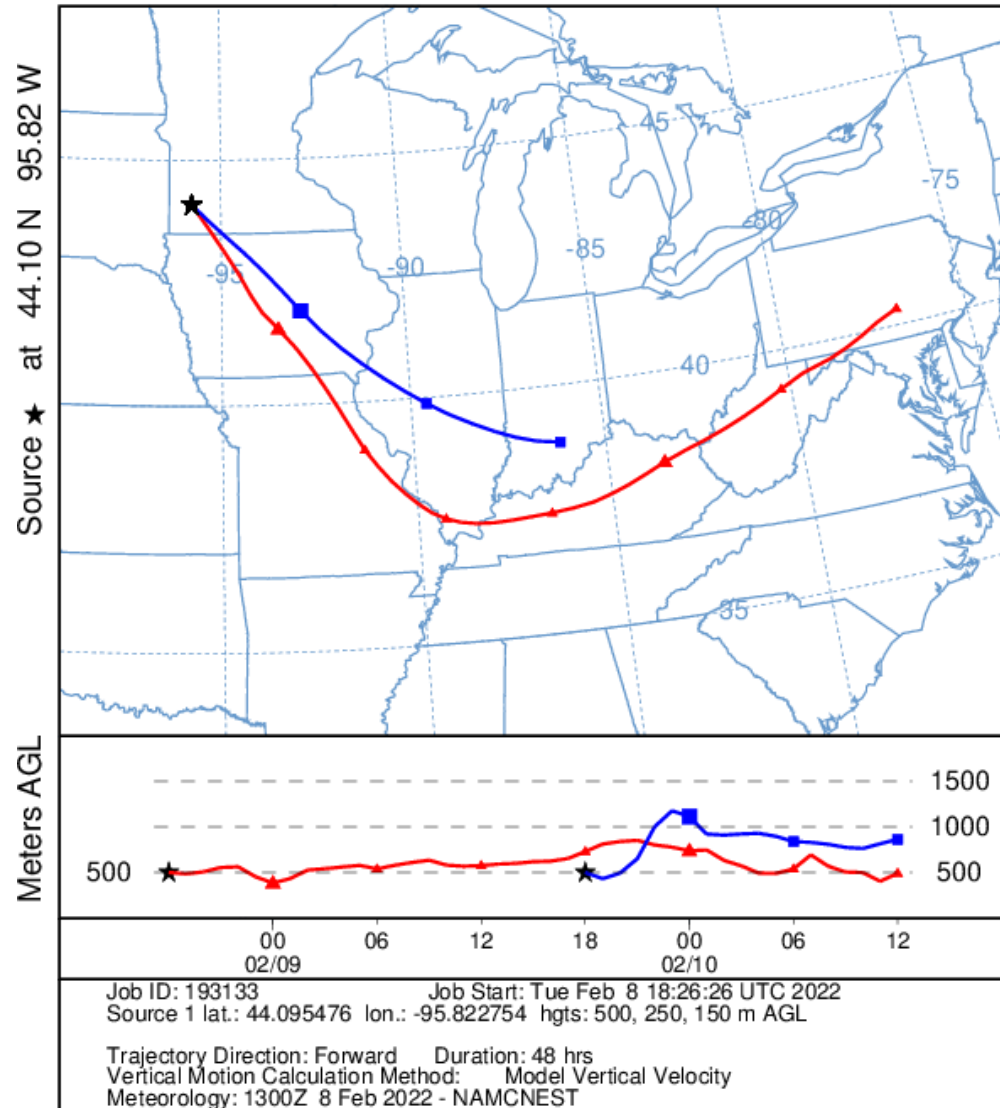 Source ★ at 44.10 N 95.82 W
45
-75
-80
-85
-90
-95
40
35
Meters AGL
1500
1000
500
500
00 06 12 18 00 06 12
02/09 02/10
Job ID: 193133 Job Start: Tue Feb 8 18:26:26 UTC 2022
Source 1 lat.: 44.095476 lon.: -95.822754 hgts: 500, 250, 150 m AGL
Trajectory Direction: Forward Duration: 48 hrs
Vertical Motion Calculation Method: Model Vertical Velocity
Meteorology: 1300Z 8 Feb 2022 - NAMCNEST